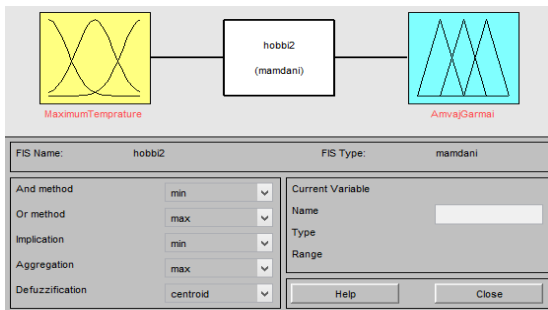 hobbi2
(mamdani)
MaximumTemprature
AmvajGarmai
FIS Name: hobbi2 FIS Type: mamdani
And method min
Or method max
Implication min
Aggregation max
Defuzzification centroid
Current Variable
Name
Type
Range
Help Close